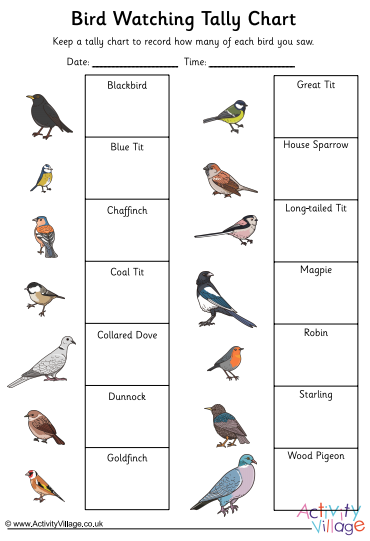 Bird Watching Tally Chart
Keep a tally chart to record how many of each bird you saw.
Date: ____________________ Time: ____________________
Blackbird
Blue Tit
Chaffinch
Coal Tit
Collared Dove
Dunnock
Goldfinch
Great Tit
House Sparrow
Long-tailed Tit
Magpie
Robin
Starling
Wood Pigeon
www.ActivityVillage.co.uk
Activity
Village